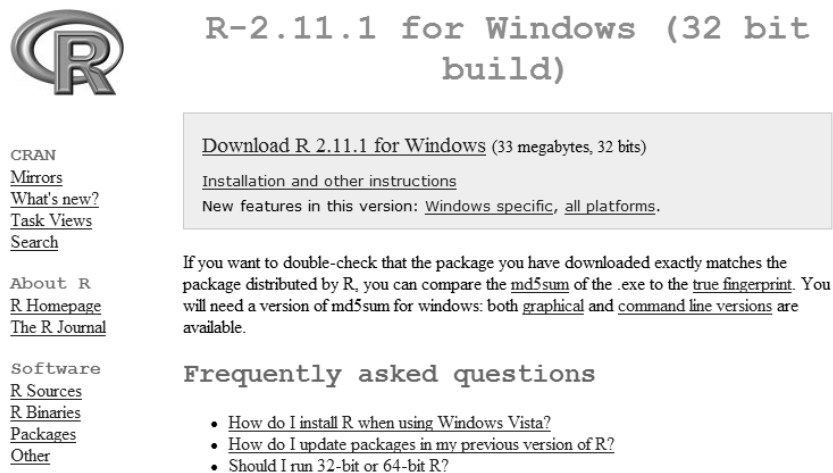 R
R-2.11.1 for Windows (32 bit
build)
CRAN
Mirrors
What's new?
Task Views
Search
About R
R Homepage
The R Journal
Software
R Sources
R Binaries
Packages
Other
Download R 2.11.1 for Windows (33 megabytes, 32 bits)
Installation and other instructions
New features in this version: Windows specific, all platforms.
If you want to double-check that the package you have downloaded exactly matches the
package distributed by R, you can compare the md5sum of the .exe to the true fingerprint. You
will need a version of md5sum for windows: both graphical and command line versions are
available.
Frequently asked questions
• How do I install R when using Windows Vista?
• How do I update packages in my previous version of R?
• Should I run 32-bit or 64-bit R?